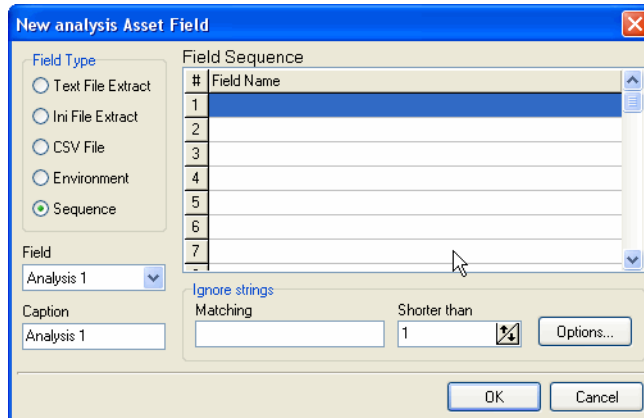 New analysis Asset Field
Field Type
Text File Extract
Ini File Extract
CSV File
Environment
Sequence
Field
Analysis 1
Caption
Analysis 1
Field Sequence
# Field Name
1
2
3
4
5
6
7
Ignore strings
Matching
Shorter than
1
Options...
OK
Cancel